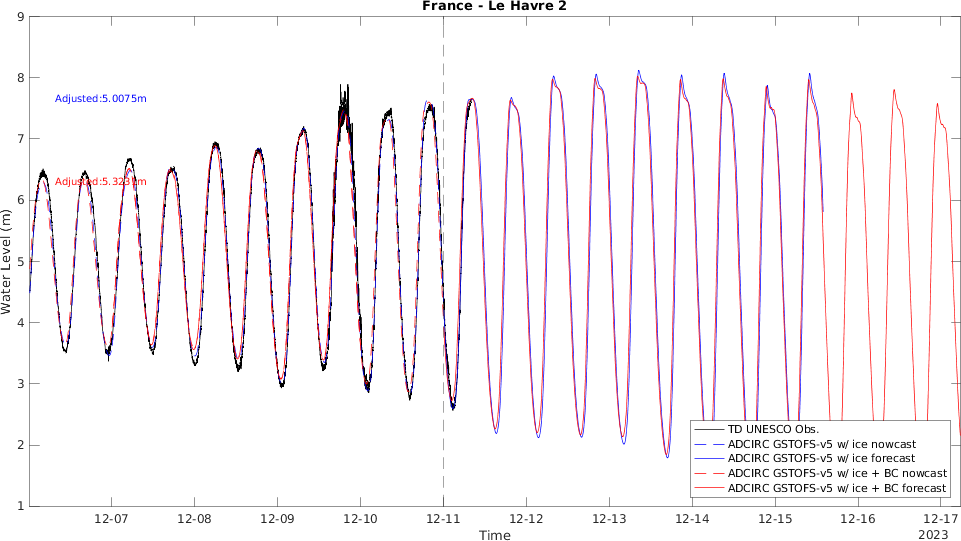 France - Le Havre 2
9
8
7
6
5
4
3
2
1
Water Level (m)
Adjusted:5.0075m
Adjusted:5.3237m
TD UNESCO Obs.
ADCIRC GSTOFS-v5 w/ ice nowcast
ADCIRC GSTOFS-v5 w/ ice forecast
ADCIRC GSTOFS-v5 w/ ice + BC nowcast
ADCIRC GSTOFS-v5 w/ ice + BC forecast
12-07 12-08 12-09 12-10 12-11 12-12 12-13 12-14 12-15 12-16 12-17
Time
2023